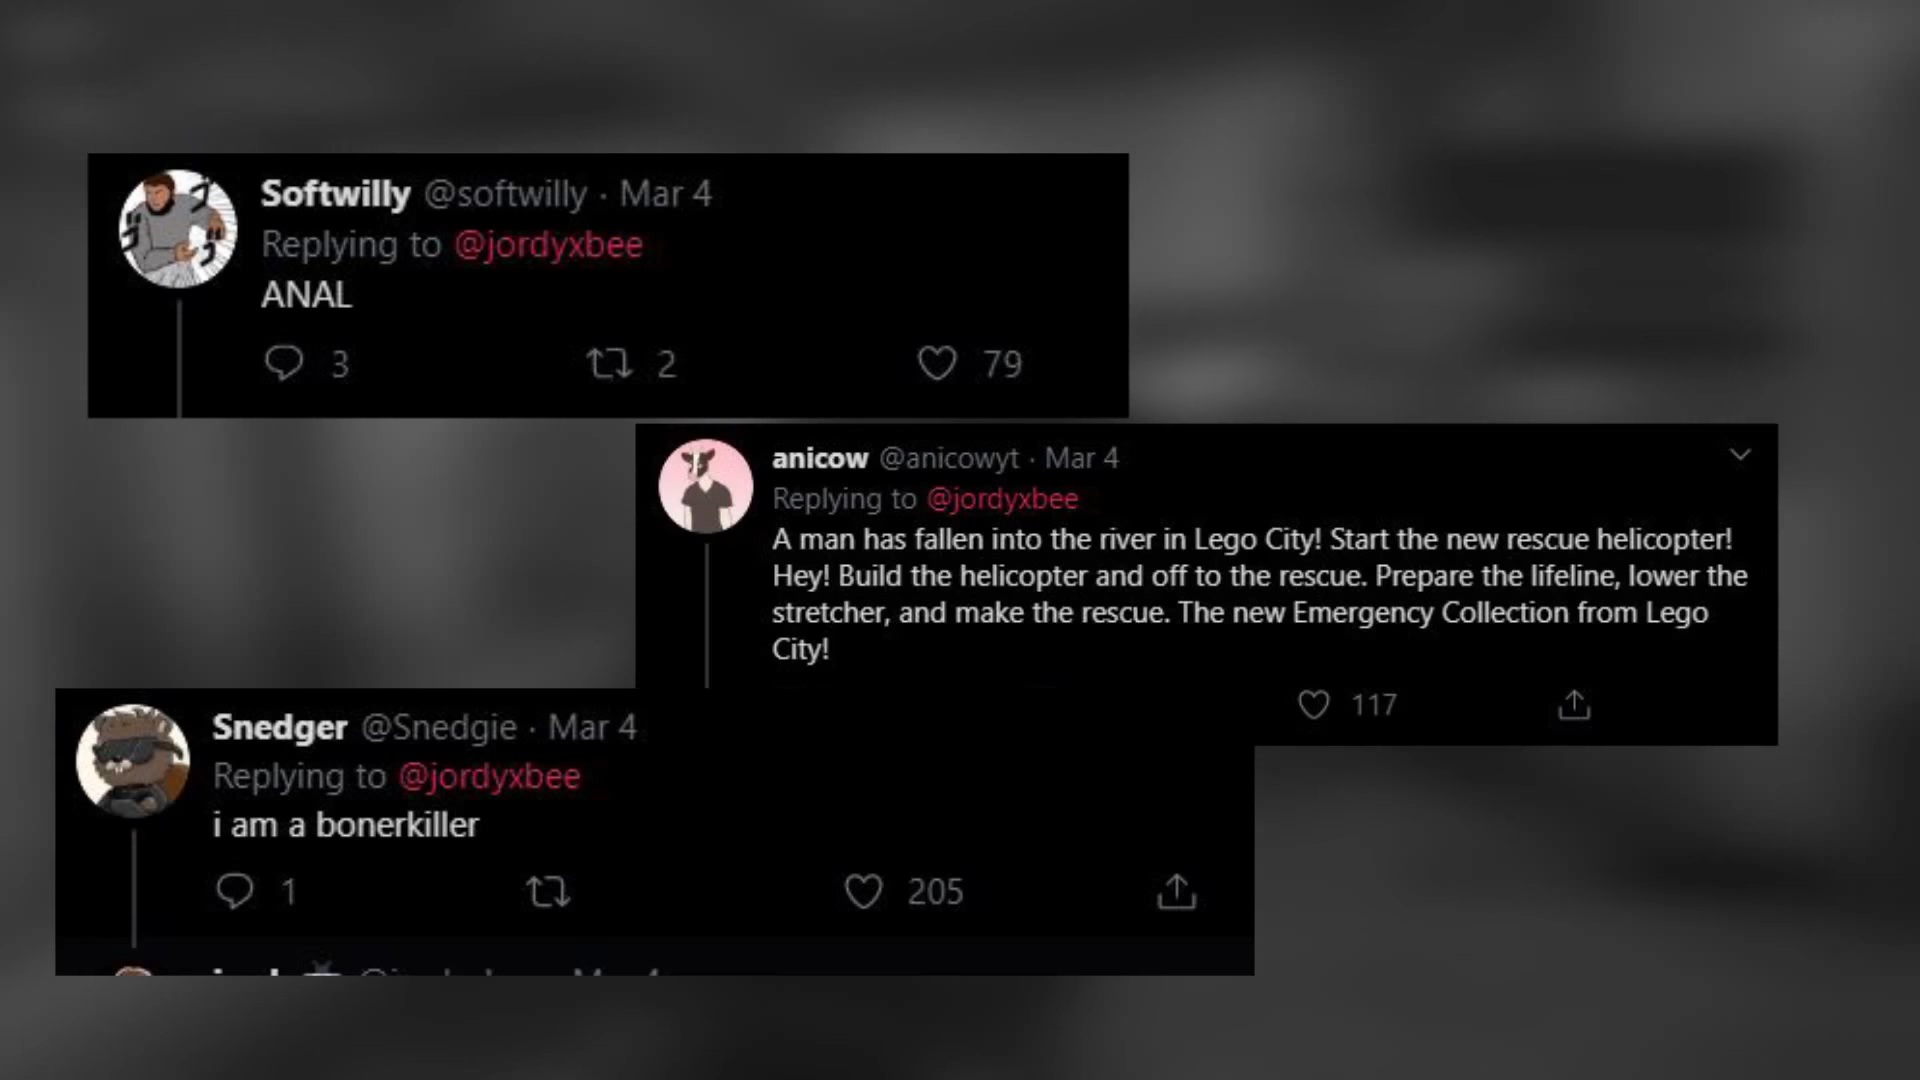 Softwilly @softwilly · Mar 4
Replying to @jordyxbee
ANAL
3 2 79
anicow @anicowyt · Mar 4
Replying to @jordyxbee
A man has fallen into the river in Lego City! Start the new rescue helicopter!
Hey! Build the helicopter and off to the rescue. Prepare the lifeline, lower the
stretcher, and make the rescue. The new Emergency Collection from Lego
City!
117
Snedger @Snedgie · Mar 4
Replying to @jordyxbee
i am a bonerkiller
1 205